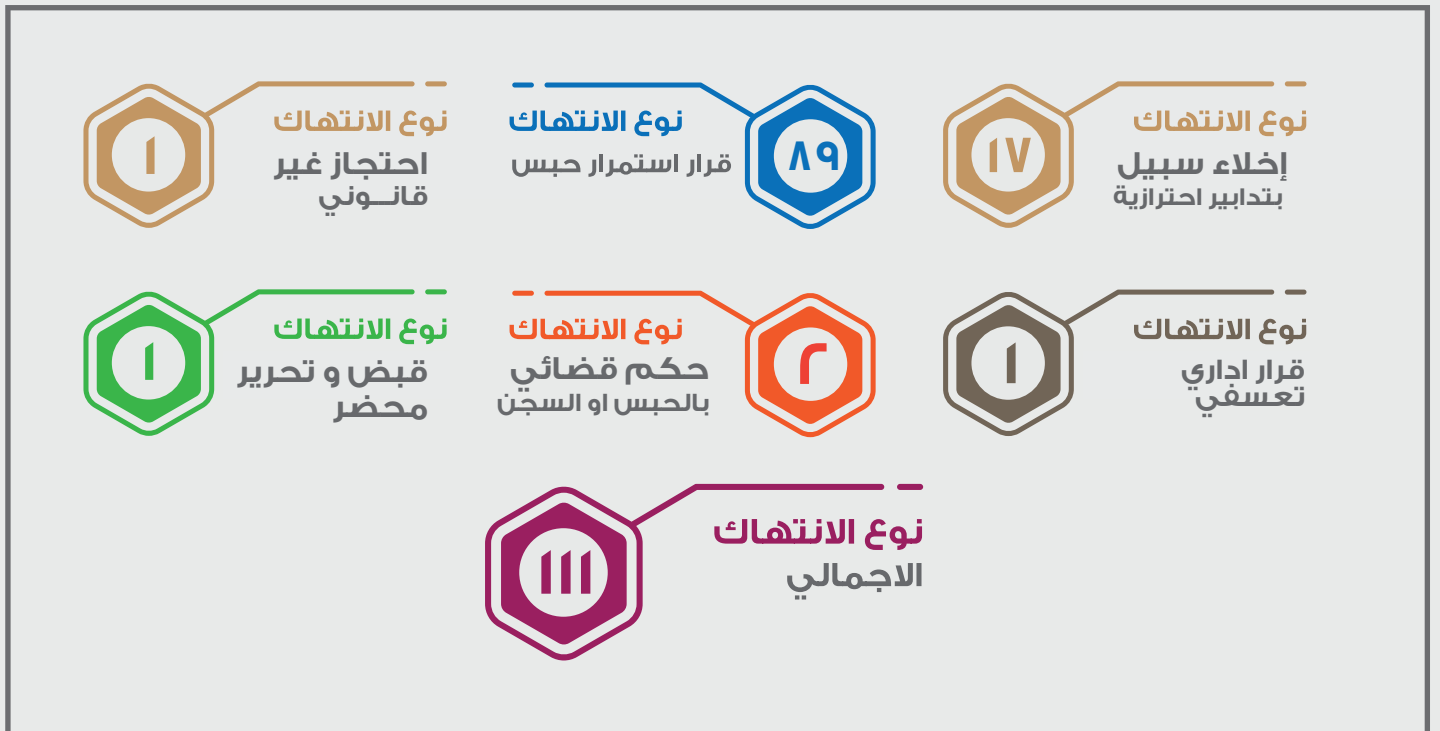 نوع الانتهاك
إخلاء سبيل
بتدابير احترازية
١٧
نوع الانتهاك
قرار استمرار حبس
٨٩
نوع الانتهاك
احتجاز غير
قانــوني
١
نوع الانتهاك
قرار اداري
تعسفي
١
نوع الانتهاك
حكم قضائي
بالحبس او السجن
٢
نوع الانتهاك
قبض و تحرير
محضر
١
نوع الانتهاك
الاجمالي
١١١